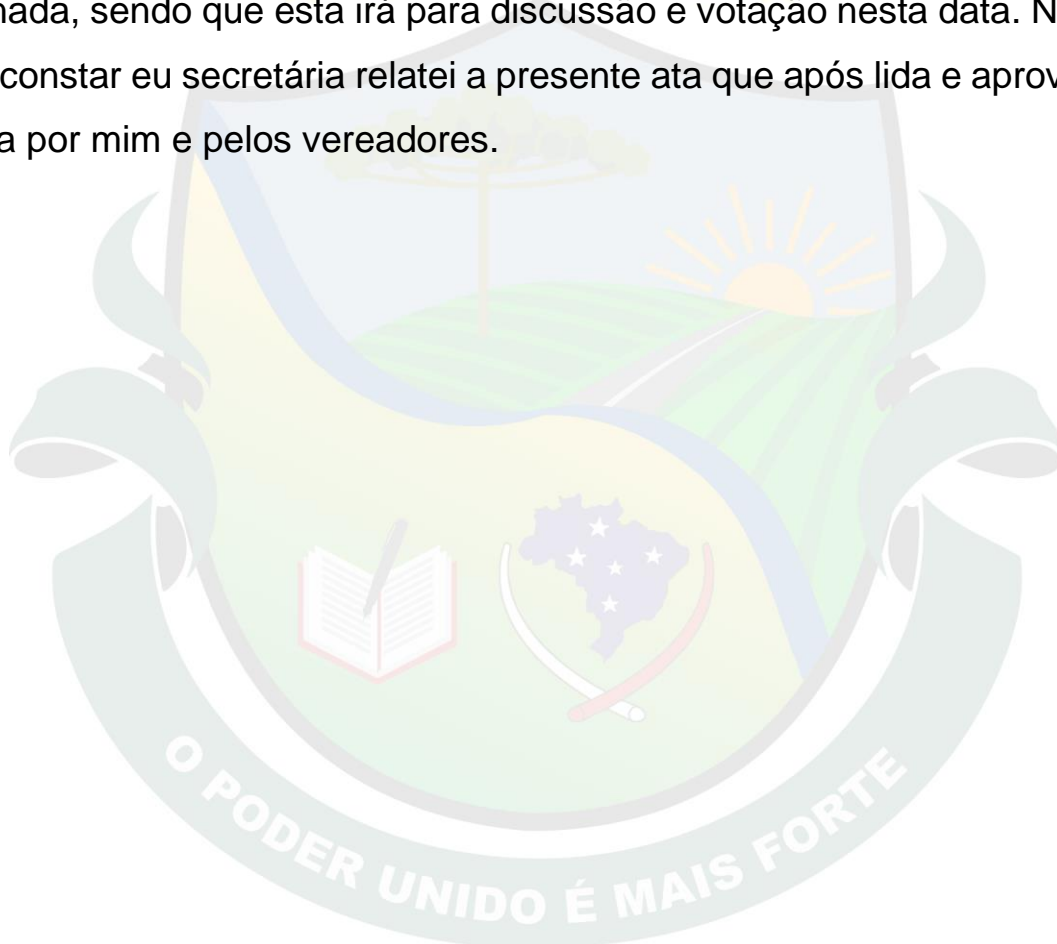 nada, sendo que esta irá para discussão e votação nesta data. N
constar eu secretária relatei a presente ata que após lida e aprov
a por mim e pelos vereadores.
O PODER UNIDO É MAIS FORTE